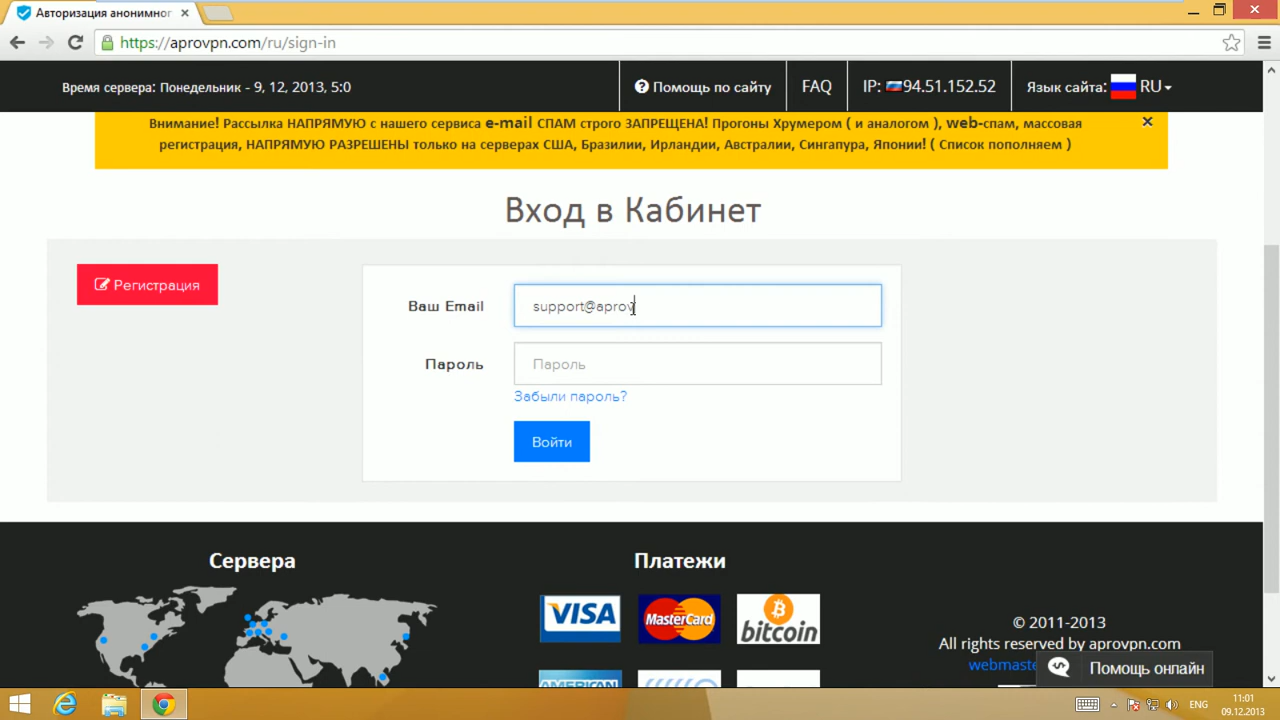 Авторизация анонимног
https://aprovpn.com/ru/sign-in
Время сервера: Понедельник - 9, 12, 2013, 5:0
Помощь по сайту
FAQ
IP: 94.51.152.52
Язык сайта: RU
Внимание! Рассылка НАПРЯМУЮ с нашего сервиса e-mail СПАМ строго ЗАПРЕЩЕНА! Прогоны Хрумером ( и аналогом ), web-спам, массовая
регистрация, НАПРЯМУЮ РАЗРЕШЕНЫ только на серверах США, Бразилии, Ирландии, Австралии, Сингапура, Японии! ( Список пополняем )
Вход в Кабинет
Регистрация
Ваш Email
support@aprov
Пароль
Пароль
Забыли пароль?
Войти
Сервера
Платежи
VISA
MasterCard
bitcoin
AMERICAN
© 2011-2013
All rights reserved by aprovpn.com
webmaste
Помощь онлайн
ENG
11:01
09.12.2013